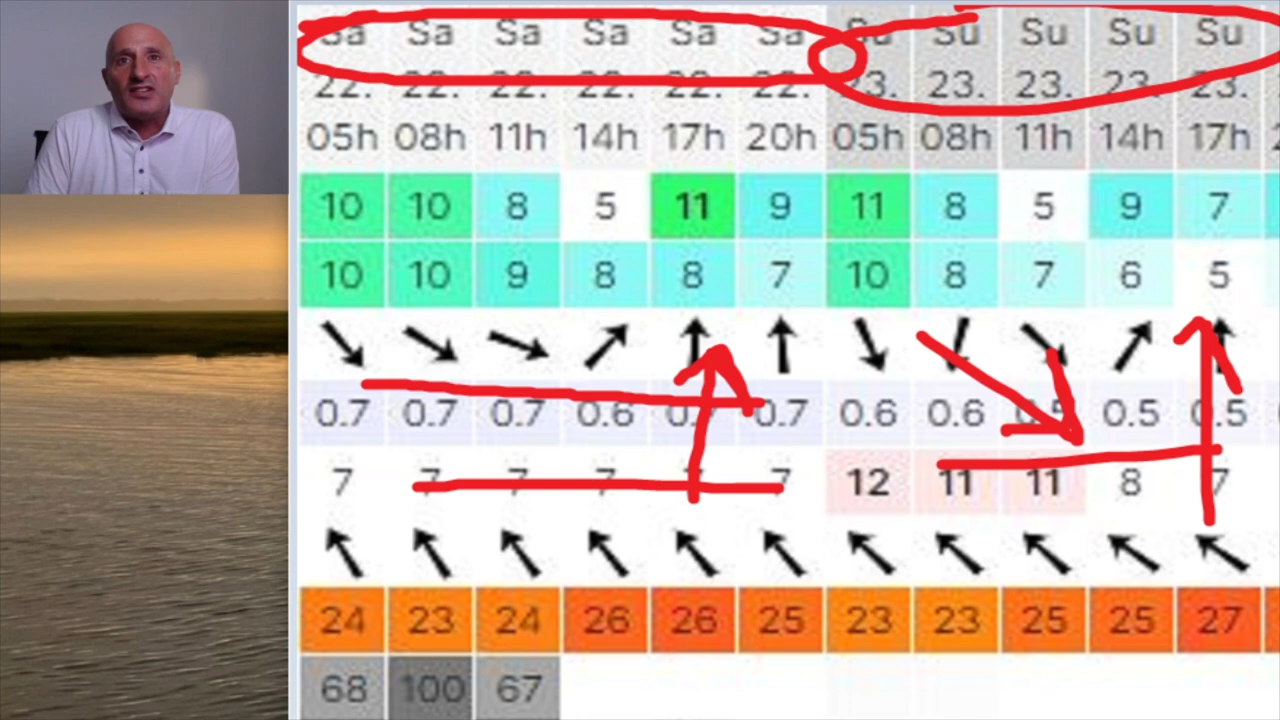 Sa Sa Sa Sa Sa Sa Su Su Su Su Su
22. 22. 22. 22. 22. 22. 23. 23. 23. 23. 23.
05h 08h 11h 14h 17h 20h 05h 08h 11h 14h 17h
10 10 8 5 11 9 11 8 5 9 7
10 10 9 8 8 7 10 8 7 6 5
0.7 0.7 0.7 0.6 0.7 0.7 0.6 0.6 0.5 0.5 0.5
7 7 7 7 7 7 12 11 11 8 7
24 23 24 26 26 25 23 23 25 25 27
68 100 67